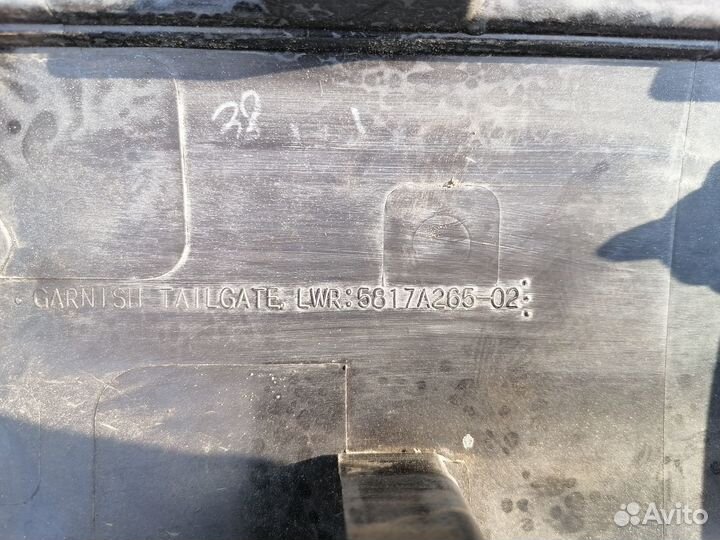 38
GARNISH TAILGATE, LWR:5817A265-02
Avito